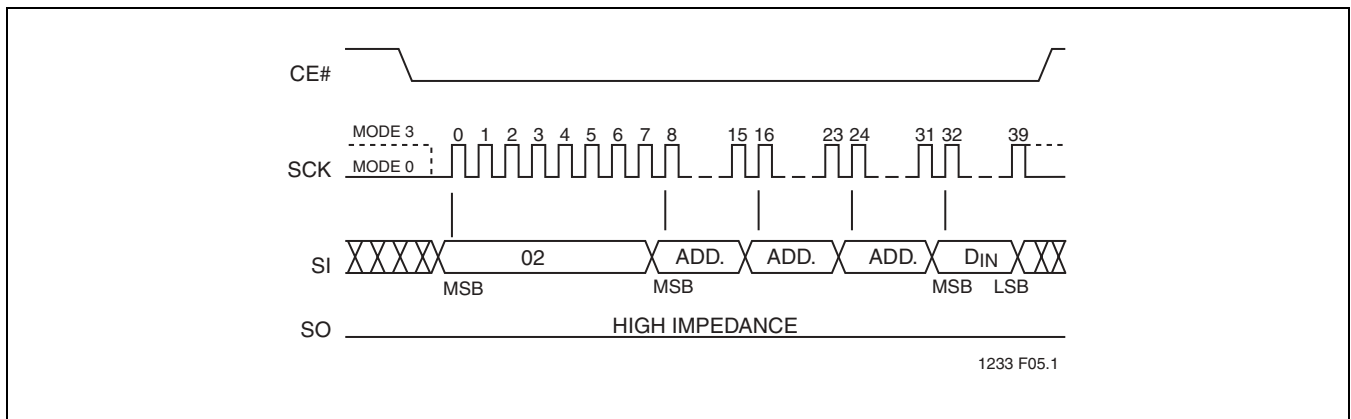 CE#
MODE 3
0 1 2 3 4 5 6 7 8 15 16 23 24 31 32 39
SCK MODE 0
SI 02 ADD. ADD. ADD. DIN
MSB MSB MSB LSB
SO HIGH IMPEDANCE
1233 F05.1